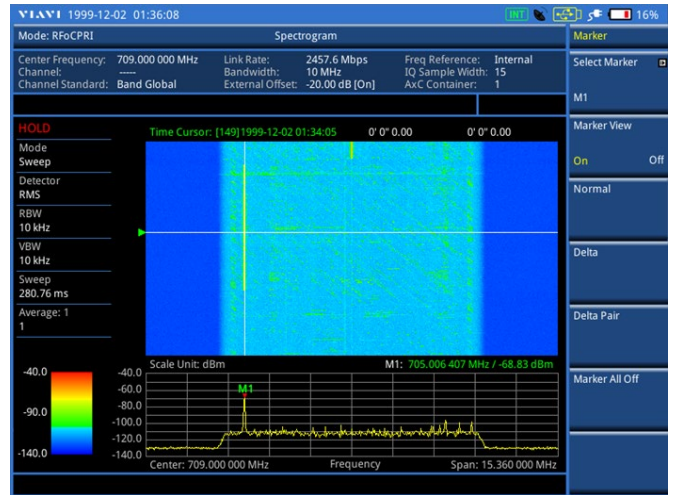 VIAVI 1999-12-02 01:36:08 INT 16%
Mode: RFoCPRI Spectrogram Marker
Center Frequency: 709.000 000 MHz Link Rate: 2457.6 Mbps Freq Reference: Internal
Channel: ----- Bandwidth: 10 MHz IQ Sample Width: 15
Channel Standard: Band Global External Offset: -20.00 dB [On] AxC Container: 1
Select Marker
M1
Marker View
On Off
Normal
Delta
Delta Pair
Marker All Off
HOLD
Mode
Sweep
Detector
RMS
RBW
10 kHz
VBW
10 kHz
Sweep
280.76 ms
Average: 1
1
Time Cursor: [149]1999-12-02 01:34:05 0' 0" 0.00 0' 0" 0.00
Scale Unit: dBm M1: 705.006 407 MHz / -68.83 dBm
-40.0
-90.0
-140.0
-40.0
-60.0
-80.0
-100.0
-120.0
-140.0
M1
Center: 709.000 000 MHz Frequency Span: 15.360 000 MHz